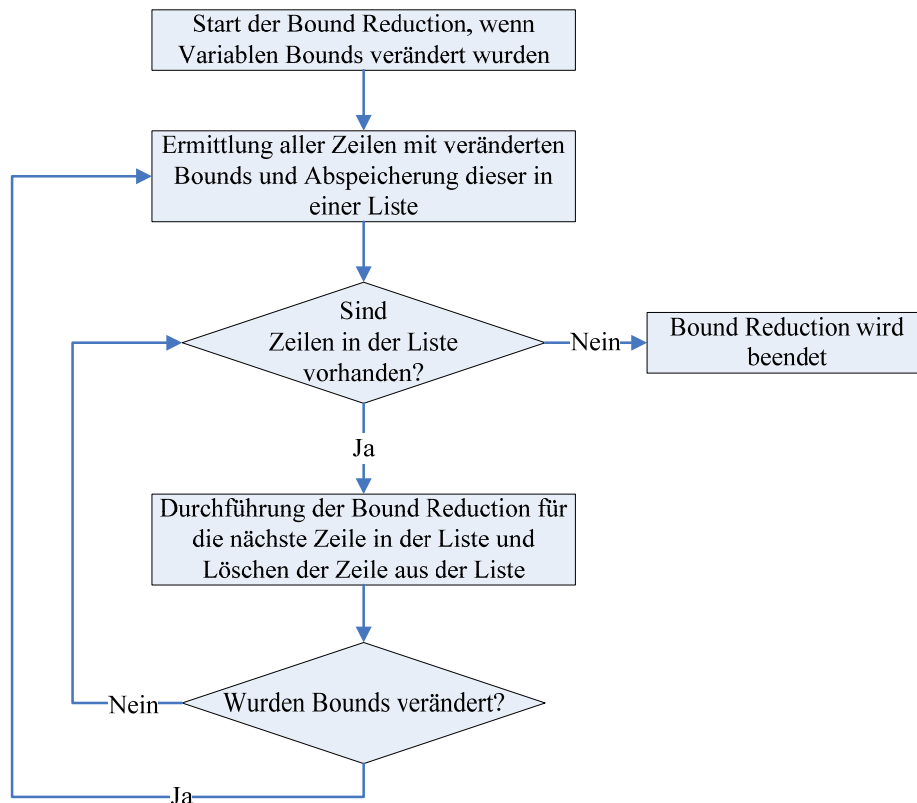 Start der Bound Reduction, wenn
Variablen Bounds verändert wurden
Ermittlung aller Zeilen mit veränderten
Bounds und Abspeicherung dieser in
einer Liste
Sind
Zeilen in der Liste
vorhanden?
Nein
Bound Reduction wird
beendet
Ja
Durchführung der Bound Reduction für
die nächste Zeile in der Liste und
Löschen der Zeile aus der Liste
Wurden Bounds verändert?
Nein
Ja